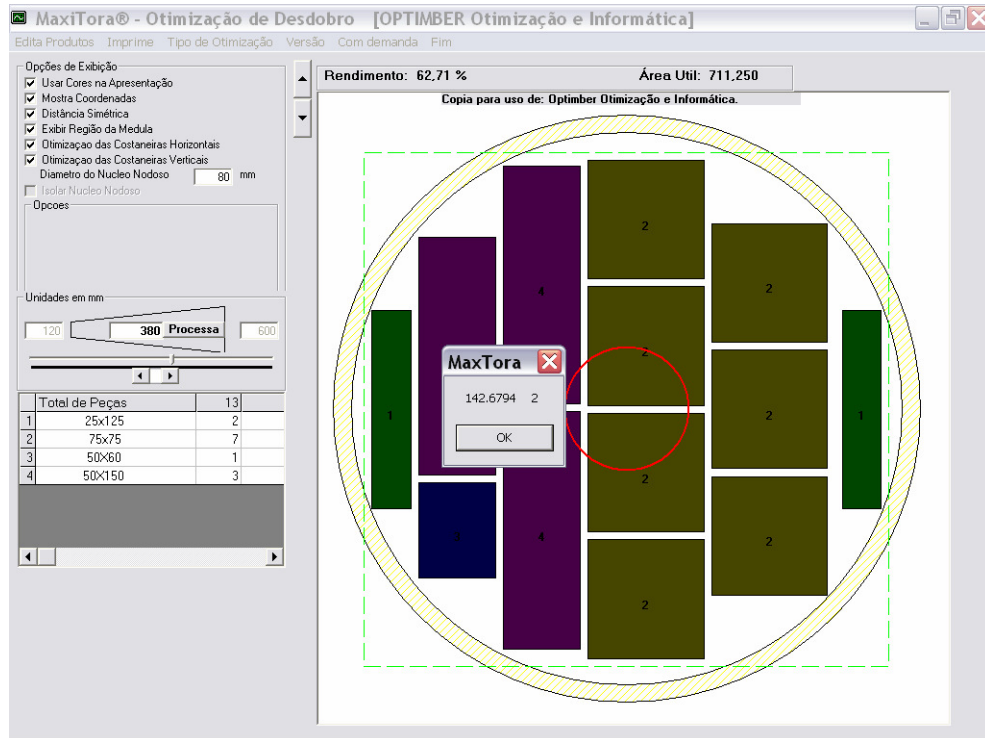 MaxiTora® - Otimização de Desdobro [OPTIMBER Otimização e Informática]
Edita Produtos Imprime Tipo de Otimização Versão Com demanda Fim
Opções de Exibição
Usar Cores na Apresentação
Mostra Coordenadas
Distância Simétrica
Exibir Região da Medula
Otimizaçao das Costaneiras Horizontais
Otimizaçao das Costaneiras Verticais
Diametro do Nucleo Nodoso 80 mm
Isolar Nucleo Nodoso
Opcoes
Unidades em mm
120 380 Processa 600
Total de Peças 13
1 25x125 2
2 75x75 7
3 50X60 1
4 50X150 3
Rendimento: 62,71 % Área Util: 711,250
Copia para uso de: Optimber Otimização e Informática.
2
2
4
2
1
2
1
2
4
2
2
MaxTora
142.6794 2
OK